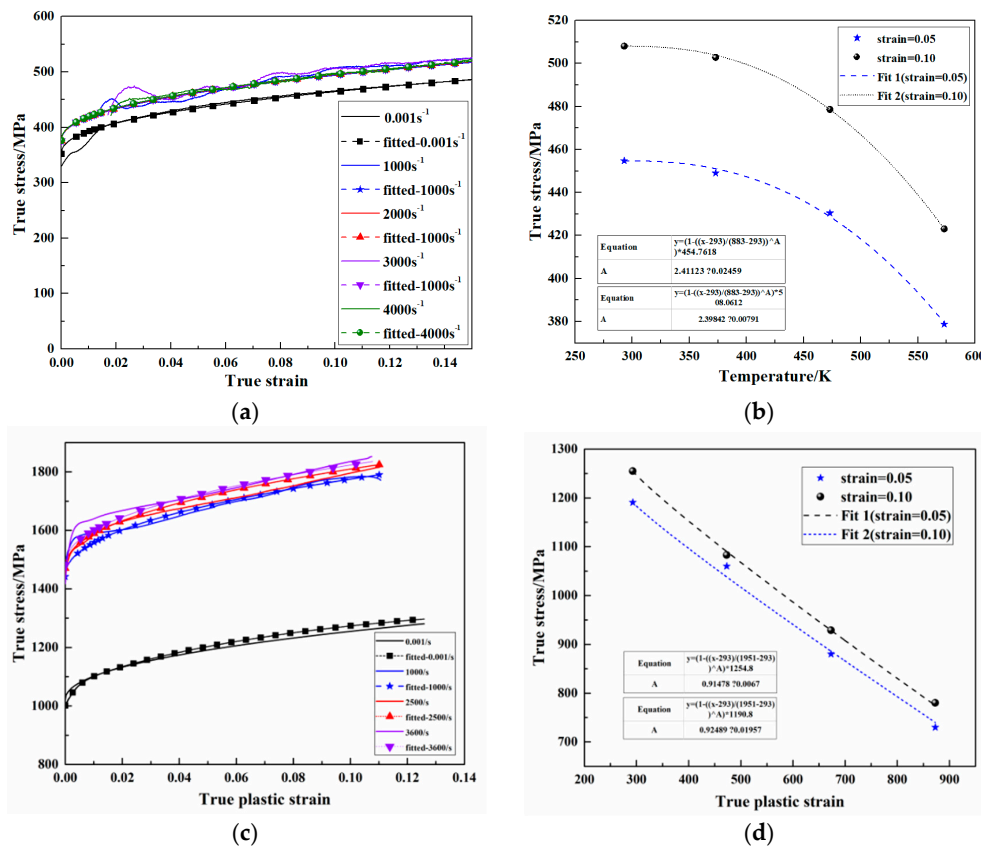 600
500
400
300
200
100
0
0.00
0.02
0.04
0.06
0.08
0.10
0.12
0.14
True stress/MPa
True strain
0.001s⁻¹
fitted-0.001s⁻¹
1000s⁻¹
fitted-1000s⁻¹
2000s⁻¹
fitted-1000s⁻¹
3000s⁻¹
fitted-1000s⁻¹
4000s⁻¹
fitted-4000s⁻¹
(a)
520
500
480
460
440
420
400
380
250
300
350
400
450
500
550
600
True stress/MPa
Temperature/K
strain=0.05
strain=0.10
Fit 1(strain=0.05)
Fit 2(strain=0.10)
Equation
y=(1-((x-293)/(883-293))^A
)*454.7618
A
2.41123 ?0.02459
Equation
y=(1-((x-293)/(883-293))^A)*5
08.0612
A
2.39842 ?0.00791
(b)
1800
1600
1400
1200
1000
800
0.00
0.02
0.04
0.06
0.08
0.10
0.12
0.14
True stress/MPa
True plastic strain
0.001/s
fitted-0.001/s
1000/s
fitted-1000/s
2500/s
fitted-2500/s
3600/s
fitted-3600/s
(c)
1300
1200
1100
1000
900
800
700
200
300
400
500
600
700
800
900
True stress/MPa
True plastic strain
strain=0.05
strain=0.10
Fit 1(strain=0.05)
Fit 2(strain=0.10)
Equation
y=(1-((x-293)/(1951-293)
)^A)*1254.8
A
0.91478 ?0.0067
Equation
y=(1-((x-293)/(1951-293)
)^A)*1190.8
A
0.92489 ?0.01957
(d)